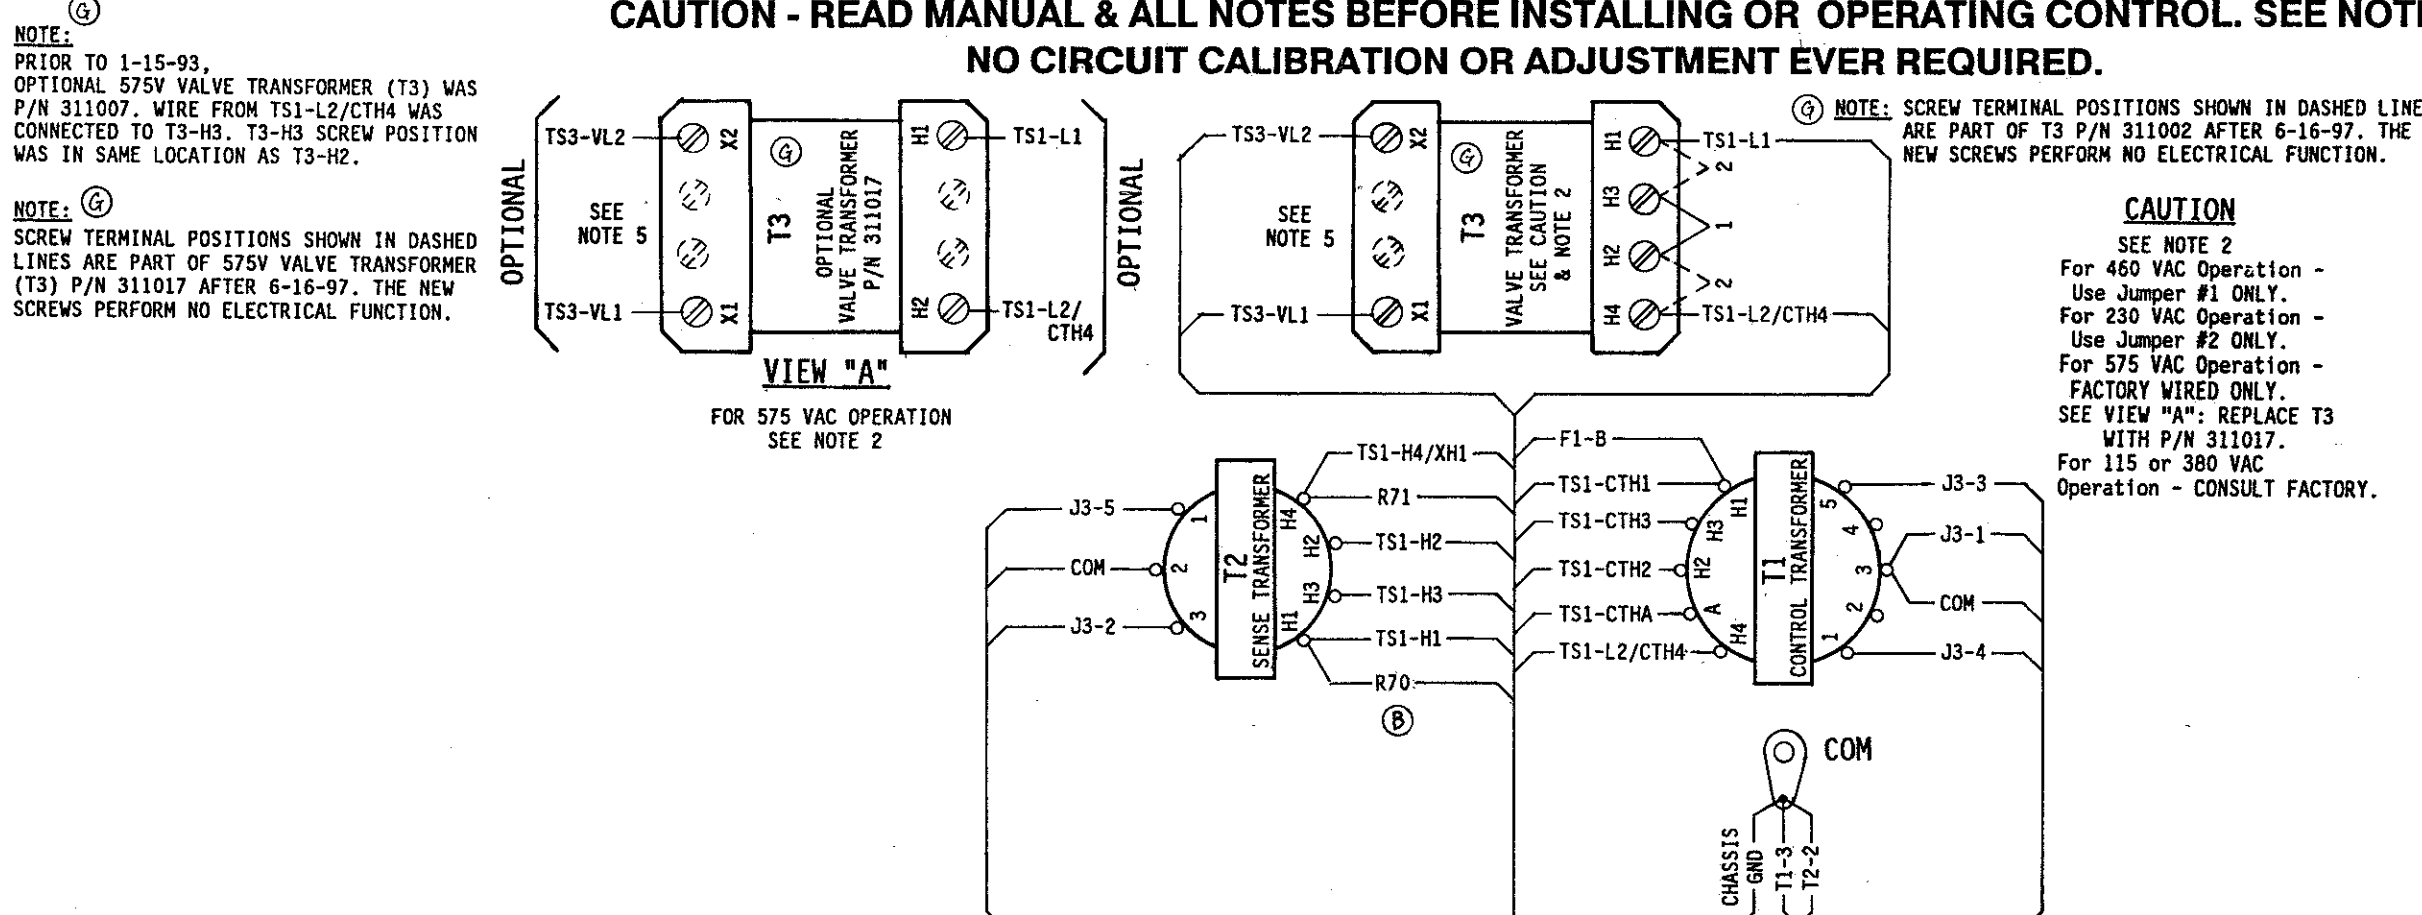 CAUTION - READ MANUAL & ALL NOTES BEFORE INSTALLING OR OPERATING CONTROL. SEE NOT
NO CIRCUIT CALIBRATION OR ADJUSTMENT EVER REQUIRED.
G
NOTE:
PRIOR TO 1-15-93,
OPTIONAL 575V VALVE TRANSFORMER (T3) WAS
P/N 311007. WIRE FROM TS1-L2/CTH4 WAS
CONNECTED TO T3-H3. T3-H3 SCREW POSITION
WAS IN SAME LOCATION AS T3-H2.
NOTE: G
SCREW TERMINAL POSITIONS SHOWN IN DASHED
LINES ARE PART OF 575V VALVE TRANSFORMER
(T3) P/N 311017 AFTER 6-16-97. THE NEW
SCREWS PERFORM NO ELECTRICAL FUNCTION.
OPTIONAL
TS3-VL2
SEE
NOTE 5
TS3-VL1
X2
X1
G
T3
OPTIONAL
VALVE TRANSFORMER
P/N 311017
H1
H2
TS1-L1
TS1-L2/
CTH4
OPTIONAL
VIEW "A"
FOR 575 VAC OPERATION
SEE NOTE 2
TS3-VL2
SEE
NOTE 5
TS3-VL1
X2
X1
G
T3
VALVE TRANSFORMER
SEE CAUTION
& NOTE 2
H1
H3
H2
H4
TS1-L1
2
1
2
TS1-L2/CTH4
G NOTE: SCREW TERMINAL POSITIONS SHOWN IN DASHED LINE
ARE PART OF T3 P/N 311002 AFTER 6-16-97. THE
NEW SCREWS PERFORM NO ELECTRICAL FUNCTION.
CAUTION
SEE NOTE 2
For 460 VAC Operation -
Use Jumper #1 ONLY.
For 230 VAC Operation -
Use Jumper #2 ONLY.
For 575 VAC Operation -
FACTORY WIRED ONLY.
SEE VIEW "A": REPLACE T3
WITH P/N 311017.
For 115 or 380 VAC
Operation - CONSULT FACTORY.
J3-5
COM
J3-2
1
2
3
T2
SENSE TRANSFORMER
H4
H2
H3
H1
TS1-H4/XH1
R71
TS1-H2
TS1-H3
TS1-H1
R70
B
F1-B
TS1-CTH1
TS1-CTH3
TS1-CTH2
TS1-CTHA
TS1-L2/CTH4
H1
H3
H2
A
H4
T1
CONTROL TRANSFORMER
5
4
3
2
1
J3-3
J3-1
COM
J3-4
COM
CHASSIS
GND
T1-3
T2-2